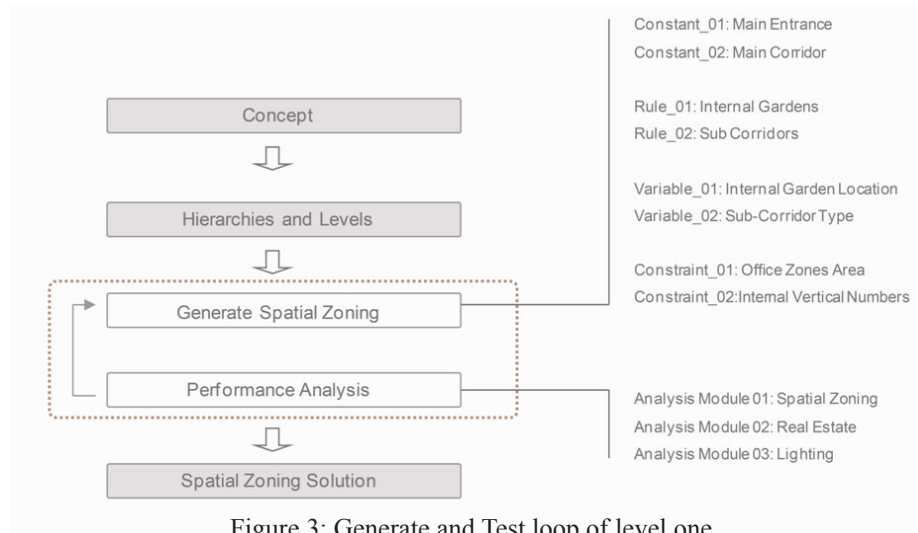 Constant_01: Main Entrance
Constant_02: Main Corridor
Concept
Rule_01: Internal Gardens
Rule_02: Sub Corridors
Hierarchies and Levels
Variable_01: Internal Garden Location
Variable_02: Sub-Corridor Type
Constraint_01: Office Zones Area
Constraint_02:Internal Vertical Numbers
Generate Spatial Zoning
Performance Analysis
Analysis Module 01: Spatial Zoning
Analysis Module 02: Real Estate
Analysis Module 03: Lighting
Spatial Zoning Solution
Figure 3: Generate and Test loop of level one